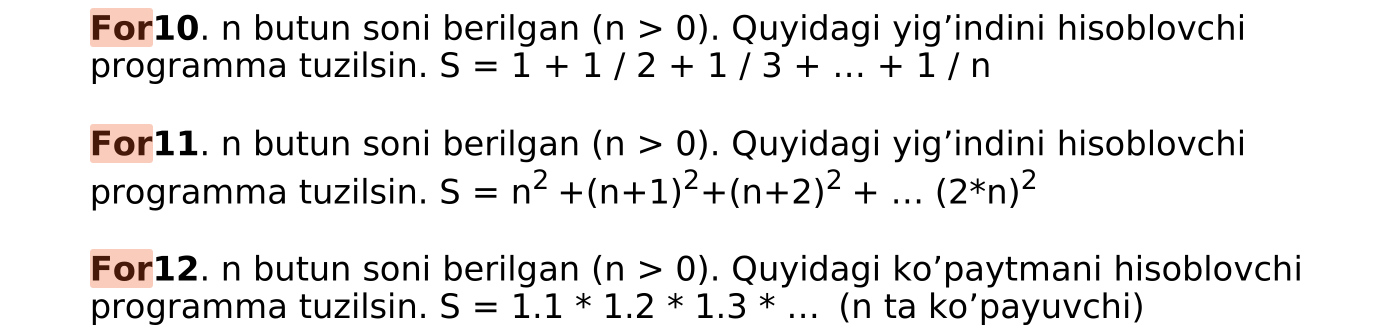 For10. n butun soni berilgan (n > 0). Quyidagi yig’indini hisoblovchi
programma tuzilsin. S = 1 + 1 / 2 + 1 / 3 + ... + 1 / n
For11. n butun soni berilgan (n > 0). Quyidagi yig’indini hisoblovchi
programma tuzilsin. S = n² +(n+1)²+(n+2)² + ... (2*n)²
For12. n butun soni berilgan (n > 0). Quyidagi ko’paytmani hisoblovchi
programma tuzilsin. S = 1.1 * 1.2 * 1.3 * ... (n ta ko’payuvchi)